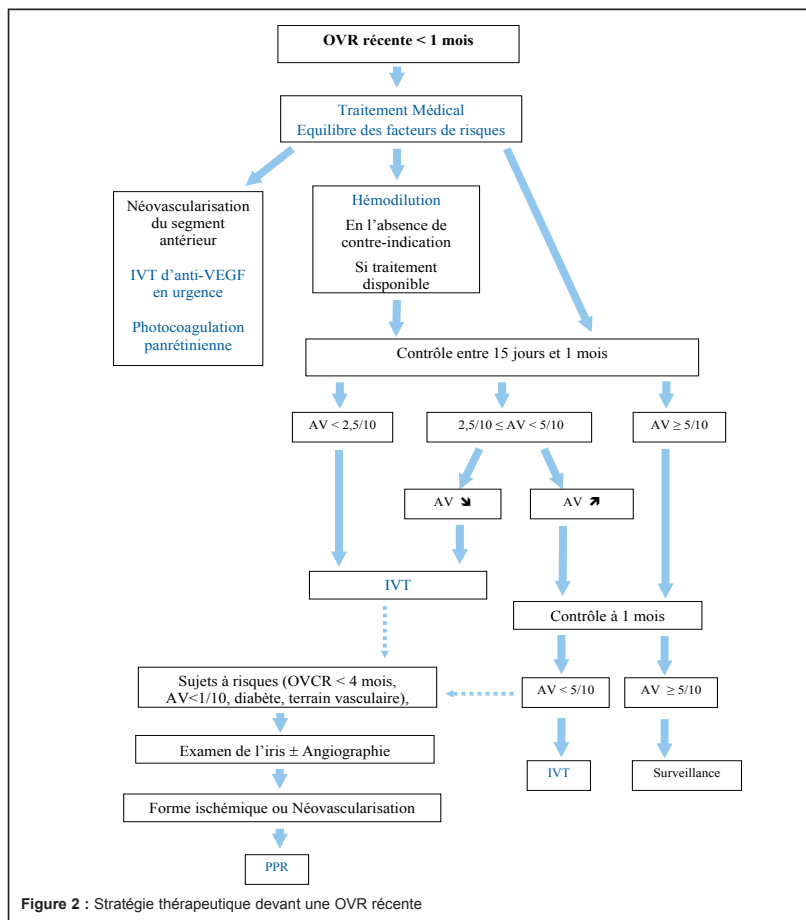 OVR récente < 1 mois
Traitement Médical
Equilibre des facteurs de risques
Néovascularisation
du segment
antérieur
IVT d'anti-VEGF
en urgence
Photocoagulation
panrétinienne
Hémodilution
En l'absence de
contre-indication
Si traitement
disponible
Contrôle entre 15 jours et 1 mois
AV < 2,5/10
2,5/10 ≤ AV < 5/10
AV ≥ 5/10
AV ➘
AV ➚
IVT
Contrôle à 1 mois
Sujets à risques (OVCR < 4 mois,
AV<1/10, diabète, terrain vasculaire),
AV < 5/10
AV ≥ 5/10
Examen de l'iris ± Angiographie
IVT
Surveillance
Forme ischémique ou Néovascularisation
PPR
Figure 2 : Stratégie thérapeutique devant une OVR récente